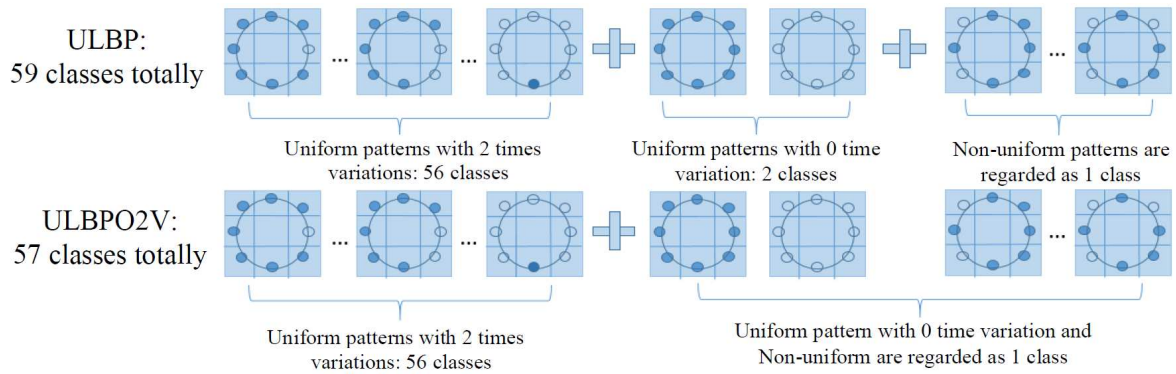 ULBP:
59 classes totally
...
...
...
Uniform patterns with 2 times
variations: 56 classes
Uniform patterns with 0 time
variation: 2 classes
Non-uniform patterns are
regarded as 1 class
ULBPO2V:
57 classes totally
...
...
...
Uniform patterns with 2 times
variations: 56 classes
Uniform pattern with 0 time variation and
Non-uniform are regarded as 1 class